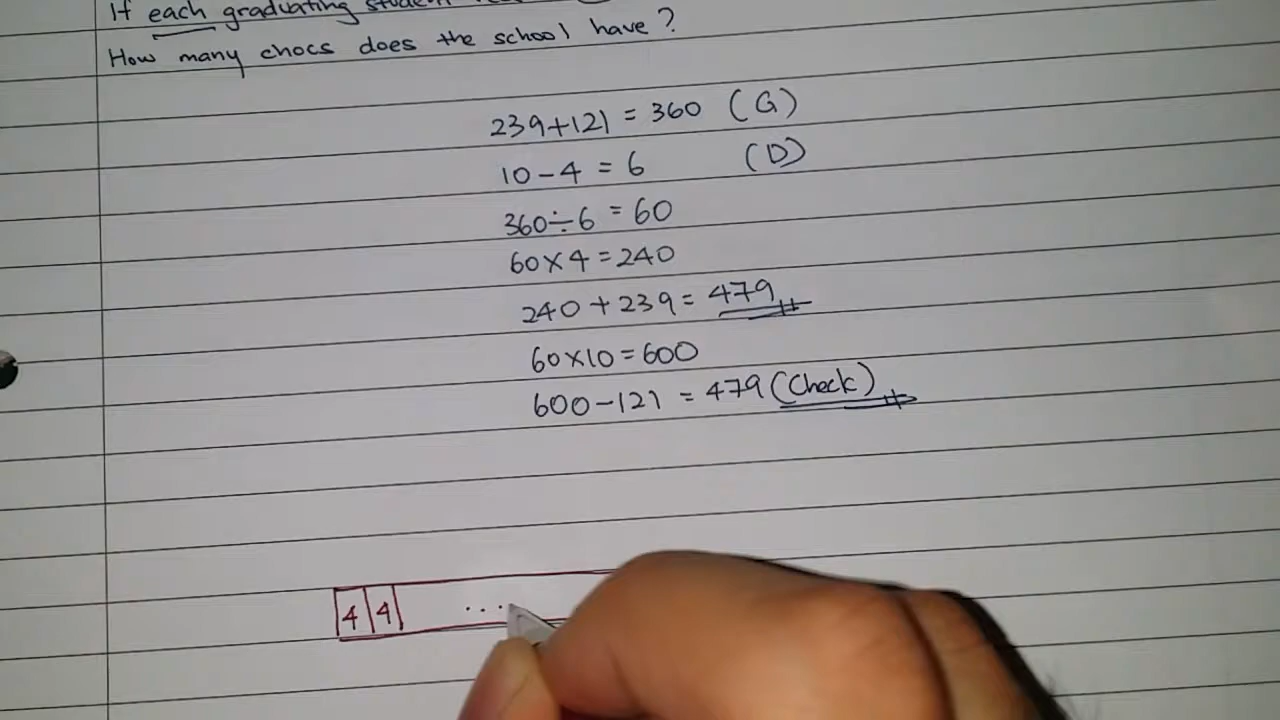 If each graduating student
How many chocs does the school have ?
239+121 = 360 (G)
10-4 = 6 (D)
360÷6 = 60
60×4 = 240
240 + 239 = 479
60×10 = 600
600-121 = 479 (Check)
4 4 ...